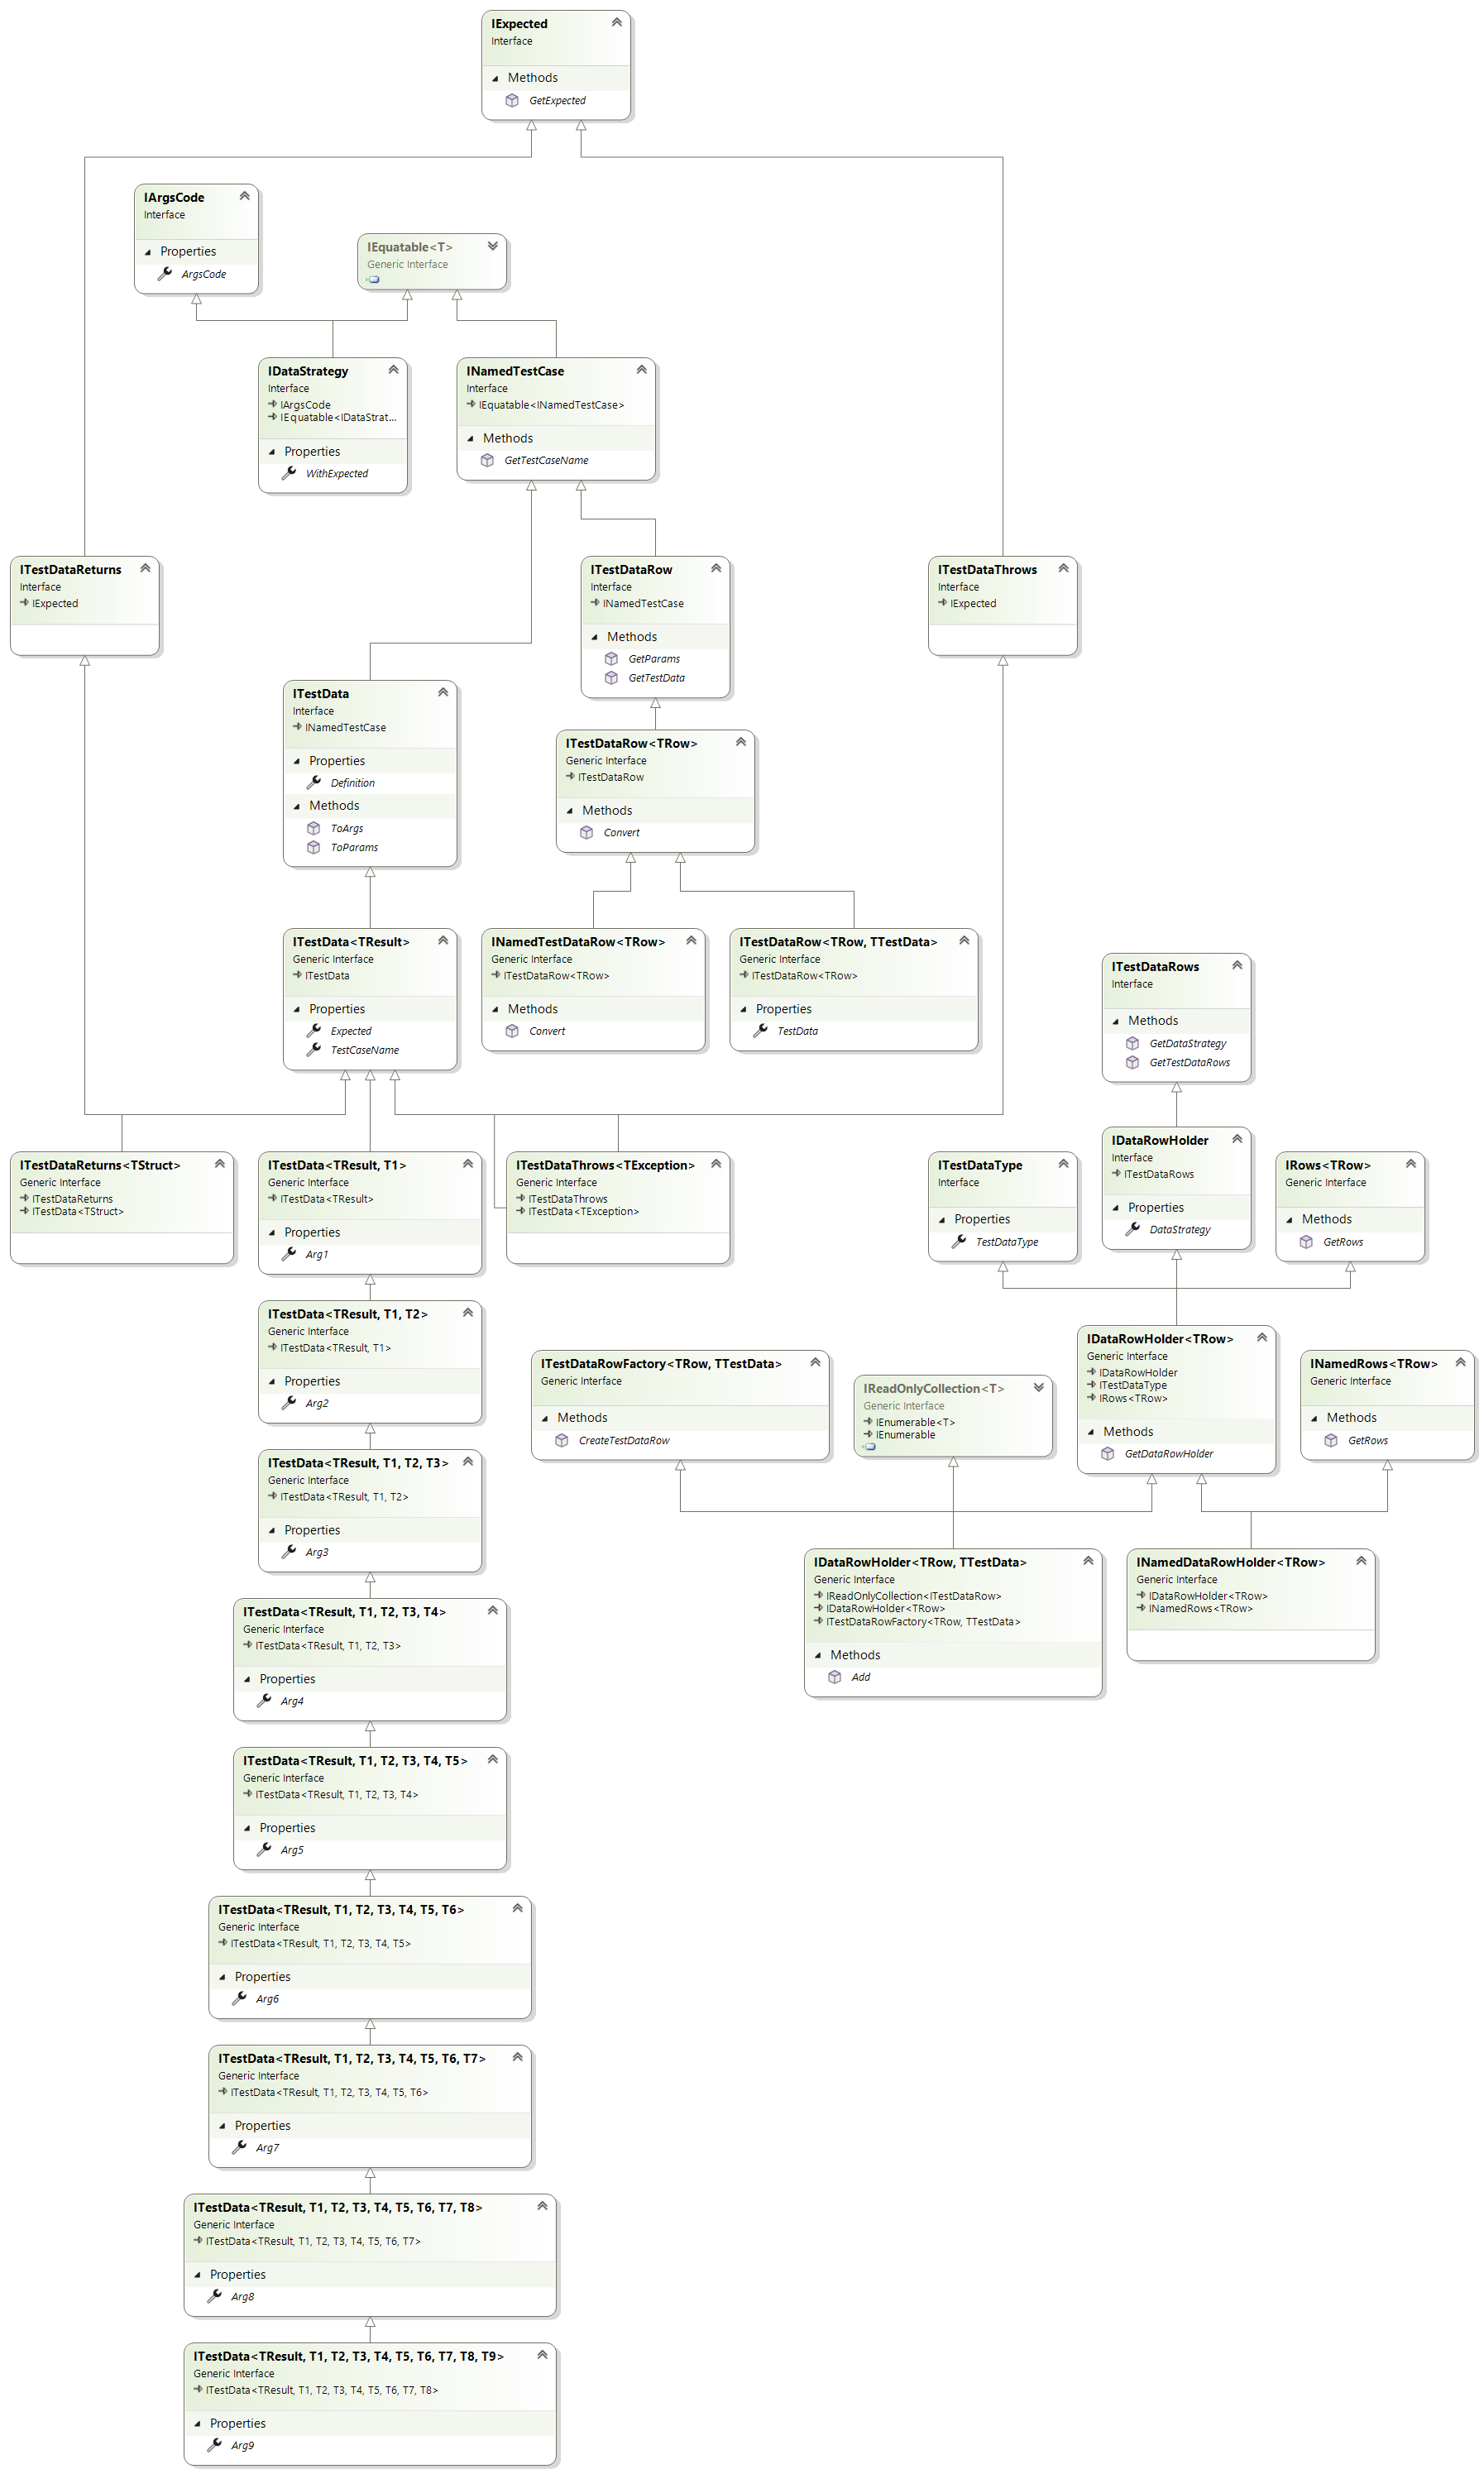 IExpected
Interface
Methods
GetExpected
IArgsCode
Interface
Properties
ArgsCode
IEquatable<T>
Generic Interface
IDataStrategy
Interface
IArgsCode
IEquatable<IDataStrat...
Properties
WithExpected
INamedTestCase
Interface
IEquatable<INamedTestCase>
Methods
GetTestCaseName
ITestDataReturns
Interface
IExpected
ITestDataRow
Interface
INamedTestCase
Methods
GetParams
GetTestData
ITestDataThrows
Interface
IExpected
ITestData
Interface
INamedTestCase
Properties
Definition
Methods
ToArgs
ToParams
ITestDataRow<TRow>
Generic Interface
ITestDataRow
Methods
Convert
ITestData<TResult>
Generic Interface
ITestData
Properties
Expected
TestCaseName
INamedTestDataRow<TRow>
Generic Interface
ITestDataRow<TRow>
Methods
Convert
ITestDataRow<TRow, TTestData>
Generic Interface
ITestDataRow<TRow>
Properties
TestData
ITestDataRows
Interface
Methods
GetDataStrategy
GetTestDataRows
ITestDataReturns<TStruct>
Generic Interface
ITestDataReturns
ITestData<TStruct>
ITestData<TResult, T1>
Generic Interface
ITestData<TResult>
Properties
Arg1
ITestDataThrows<TException>
Generic Interface
ITestDataThrows
ITestData<TException>
ITestDataType
Interface
Properties
TestDataType
IDataRowHolder
Interface
ITestDataRows
Properties
DataStrategy
IRows<TRow>
Generic Interface
Methods
GetRows
ITestData<TResult, T1, T2>
Generic Interface
ITestData<TResult, T1>
Properties
Arg2
ITestDataRowFactory<TRow, TTestData>
Generic Interface
Methods
CreateTestDataRow
IReadOnlyCollection<T>
Generic Interface
IEnumerable<T>
IEnumerable
IDataRowHolder<TRow>
Generic Interface
IDataRowHolder
ITestDataType
IRows<TRow>
Methods
GetDataRowHolder
INamedRows<TRow>
Generic Interface
Methods
GetRows
ITestData<TResult, T1, T2, T3>
Generic Interface
ITestData<TResult, T1, T2>
Properties
Arg3
IDataRowHolder<TRow, TTestData>
Generic Interface
IReadOnlyCollection<ITestDataRow>
IDataRowHolder<TRow>
ITestDataRowFactory<TRow, TTestData>
Methods
Add
INamedDataRowHolder<TRow>
Generic Interface
IDataRowHolder<TRow>
INamedRows<TRow>
ITestData<TResult, T1, T2, T3, T4>
Generic Interface
ITestData<TResult, T1, T2, T3>
Properties
Arg4
ITestData<TResult, T1, T2, T3, T4, T5>
Generic Interface
ITestData<TResult, T1, T2, T3, T4>
Properties
Arg5
ITestData<TResult, T1, T2, T3, T4, T5, T6>
Generic Interface
ITestData<TResult, T1, T2, T3, T4, T5>
Properties
Arg6
ITestData<TResult, T1, T2, T3, T4, T5, T6, T7>
Generic Interface
ITestData<TResult, T1, T2, T3, T4, T5, T6>
Properties
Arg7
ITestData<TResult, T1, T2, T3, T4, T5, T6, T7, T8>
Generic Interface
ITestData<TResult, T1, T2, T3, T4, T5, T6, T7>
Properties
Arg8
ITestData<TResult, T1, T2, T3, T4, T5, T6, T7, T8, T9>
Generic Interface
ITestData<TResult, T1, T2, T3, T4, T5, T6, T7, T8>
Properties
Arg9